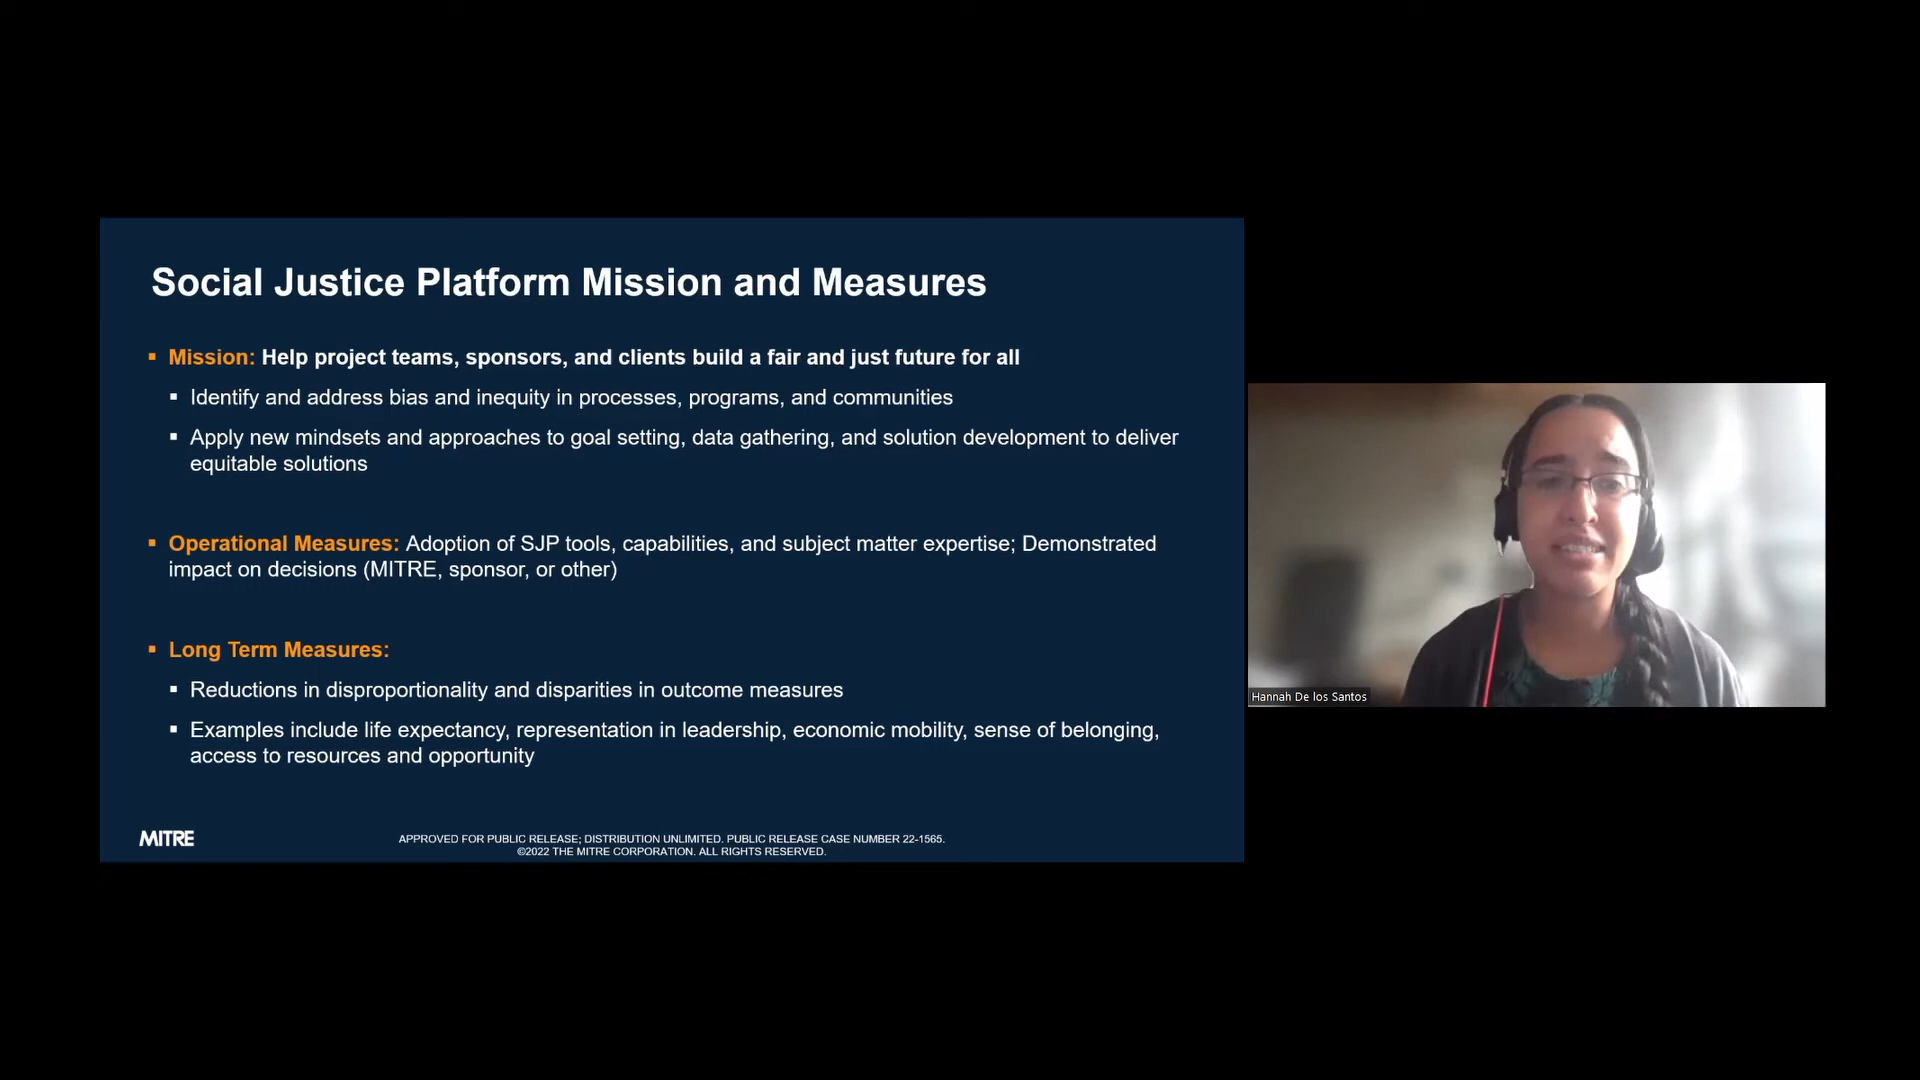 Social Justice Platform Mission and Measures
Mission: Help project teams, sponsors, and clients build a fair and just future for all
Identify and address bias and inequity in processes, programs, and communities
Apply new mindsets and approaches to goal setting, data gathering, and solution development to deliver
equitable solutions
Operational Measures: Adoption of SJP tools, capabilities, and subject matter expertise; Demonstrated
impact on decisions (MITRE, sponsor, or other)
Long Term Measures:
Reductions in disproportionality and disparities in outcome measures
Examples include life expectancy, representation in leadership, economic mobility, sense of belonging,
access to resources and opportunity
MITRE
APPROVED FOR PUBLIC RELEASE; DISTRIBUTION UNLIMITED. PUBLIC RELEASE CASE NUMBER 22-1565.
©2022 THE MITRE CORPORATION. ALL RIGHTS RESERVED.
Hannah De los Santos